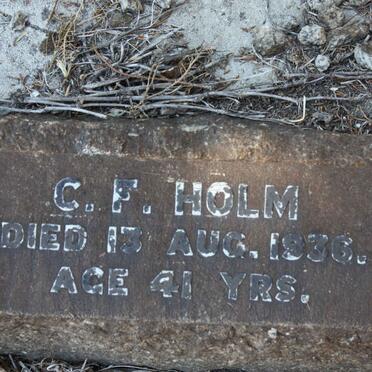 C. F. HOLM
DIED 13 AUG. 1936.
AGE 41 YRS.